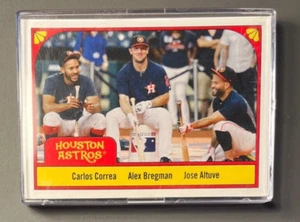 HOUSTON
ASTROS
Carlos Correa Alex Bregman Jose Altuve